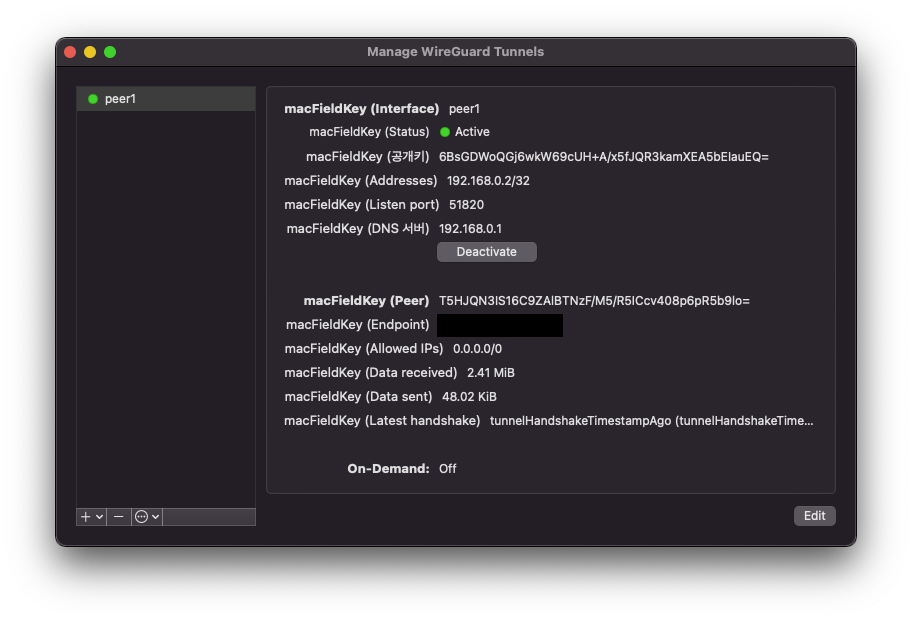 Manage WireGuard Tunnels
peer1
macFieldKey (Interface) peer1
macFieldKey (Status) Active
macFieldKey (공개키) 6BsGDWoQGj6wkW69cUH+A/x5fJQR3kamXEA5bEIauEQ=
macFieldKey (Addresses) 192.168.0.2/32
macFieldKey (Listen port) 51820
macFieldKey (DNS 서버) 192.168.0.1
Deactivate
macFieldKey (Peer) T5HJQN3lS16C9ZAlBTNzF/M5/R5lCcv408p6pR5b9lo=
macFieldKey (Endpoint)
macFieldKey (Allowed IPs) 0.0.0.0/0
macFieldKey (Data received) 2.41 MiB
macFieldKey (Data sent) 48.02 KiB
macFieldKey (Latest handshake) tunnelHandshakeTimestampAgo (tunnelHandshakeTime...
On-Demand: Off
Edit